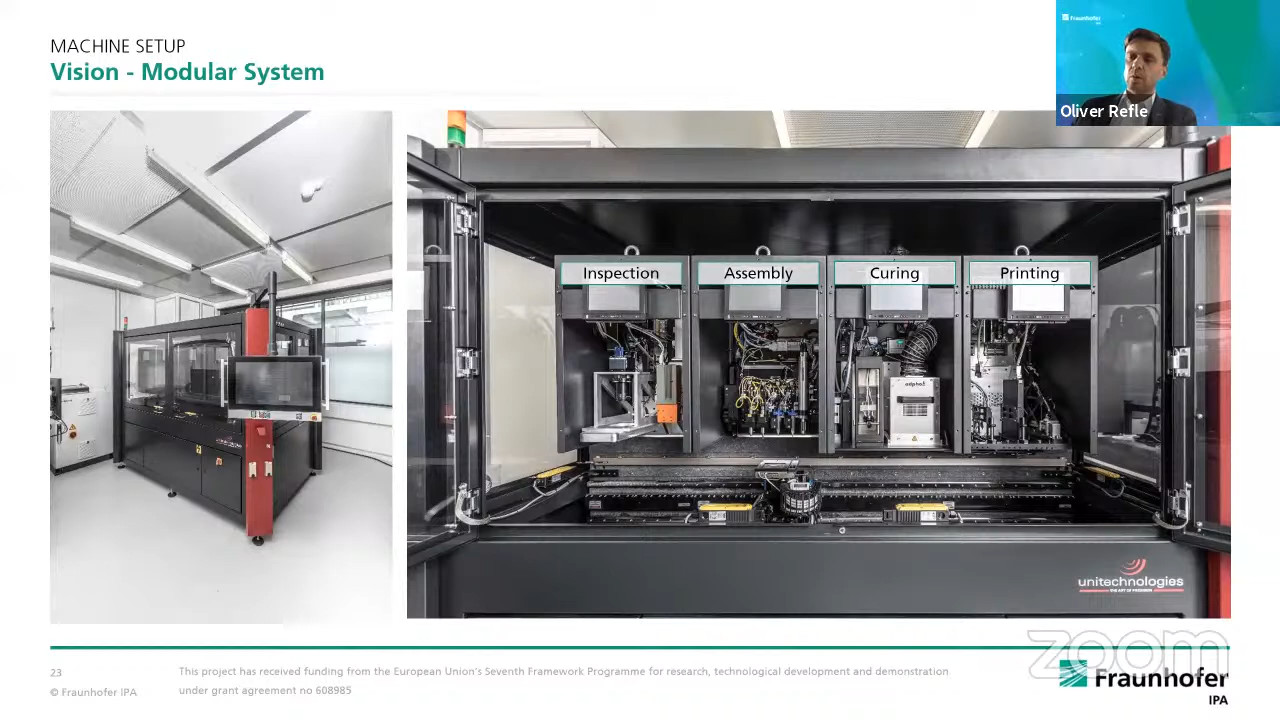 MACHINE SETUP
Vision - Modular System
Fraunhofer
Oliver Refle
Inspection
Assembly
Curing
Printing
unitechnologies
THE ART OF PRECISION
zoom
23
This project has received funding from the European Union's Seventh Framework Programme for research, technological development and demonstration
© Fraunhofer IPA
under grant agreement no 608985
Fraunhofer
IPA